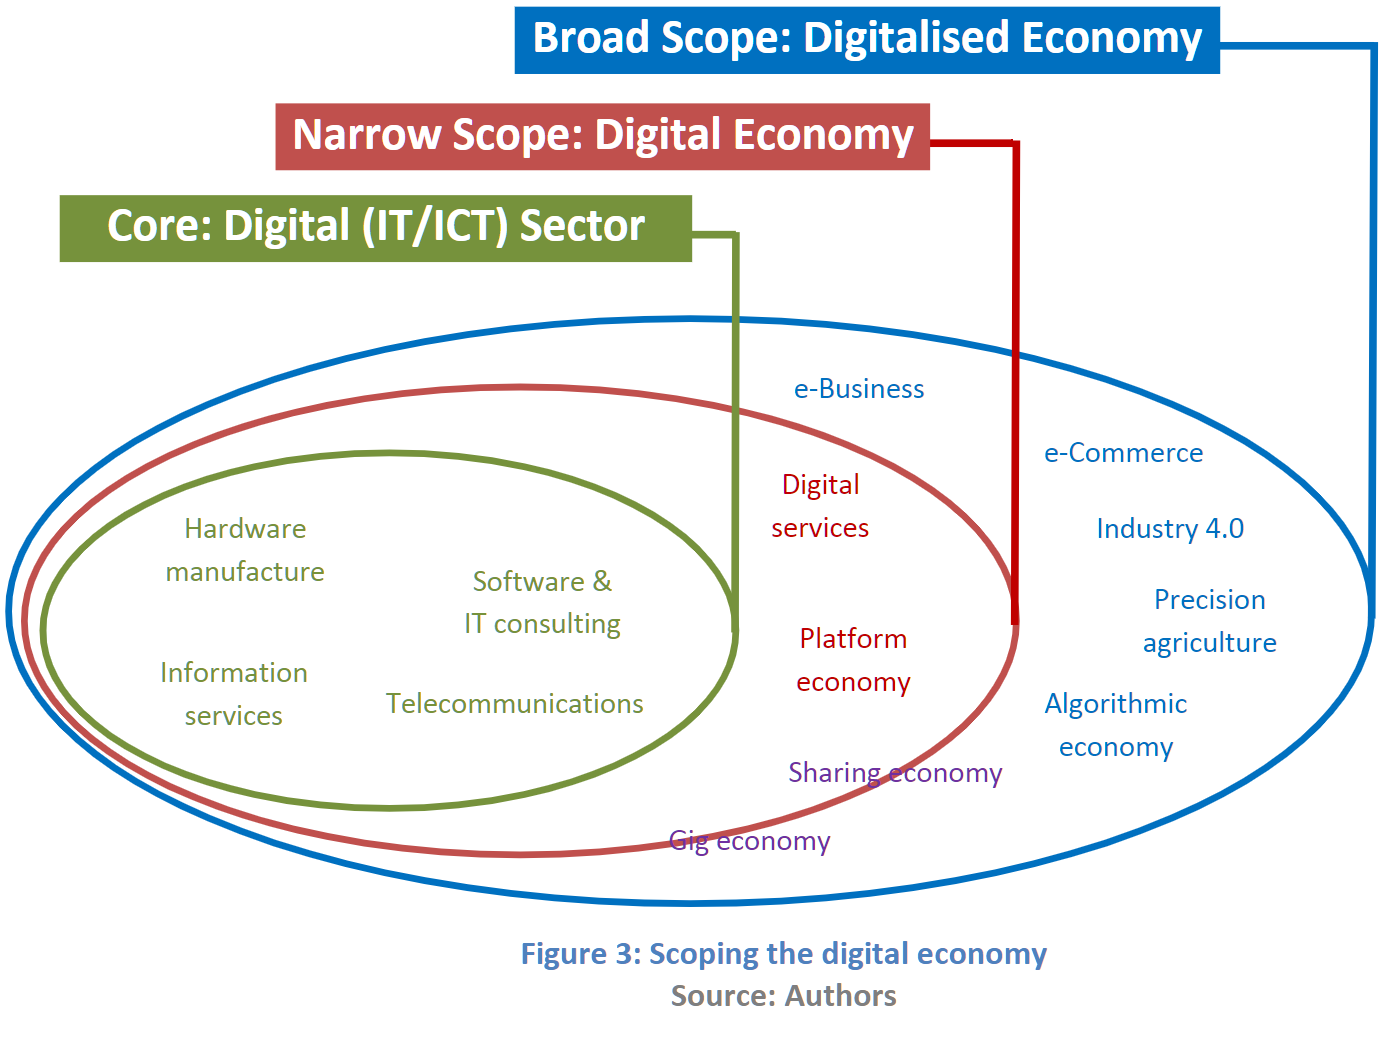 Broad Scope: Digitalised Economy
Narrow Scope: Digital Economy
Core: Digital (IT/ICT) Sector
e-Business
e-Commerce
Digital
services
Industry 4.0
Hardware
manufacture
Software &
IT consulting
Precision
agriculture
Platform
economy
Information
services
Telecommunications
Algorithmic
economy
Sharing economy
Gig economy
Figure 3: Scoping the digital economy
Source: Authors